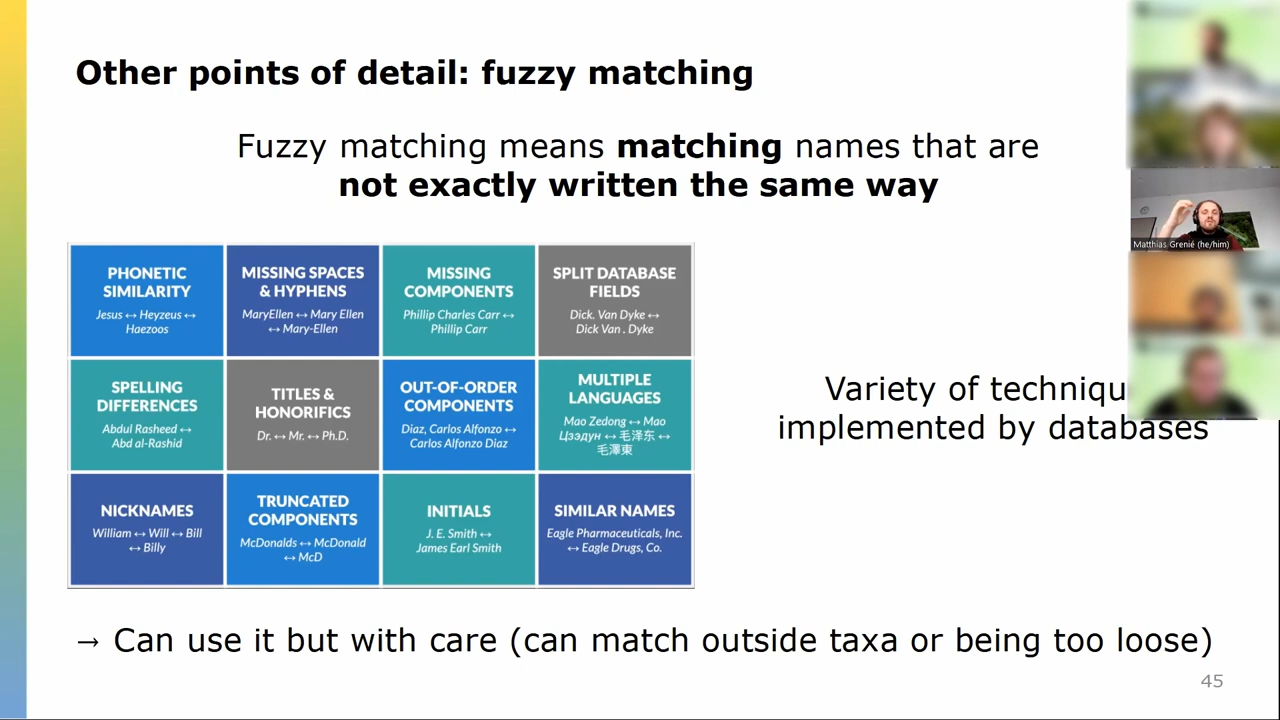 Other points of detail: fuzzy matching
Fuzzy matching means matching names that are
not exactly written the same way
PHONETIC
SIMILARITY
Jesus ↔ Heyzeus ↔
Haezoos
MISSING SPACES
& HYPHENS
MaryEllen ↔ Mary Ellen
↔ Mary-Ellen
MISSING
COMPONENTS
Phillip Charles Carr ↔
Phillip Carr
SPLIT DATABASE
FIELDS
Dick. Van Dyke ↔
Dick Van . Dyke
SPELLING
DIFFERENCES
Abdul Rasheed ↔
Abd al-Rashid
TITLES &
HONORIFICS
Dr. ↔ Mr. ↔ Ph.D.
OUT-OF-ORDER
COMPONENTS
Diaz, Carlos Alfonzo ↔
Carlos Alfonzo Diaz
MULTIPLE
LANGUAGES
Mao Zedong ↔ Mao
Цзэдун ↔ 毛泽东 ↔
毛澤東
NICKNAMES
William ↔ Will ↔ Bill
↔ Billy
TRUNCATED
COMPONENTS
McDonalds ↔ McDonald
↔ McD
INITIALS
J. E. Smith ↔
James Earl Smith
SIMILAR NAMES
Eagle Pharmaceuticals, Inc.
↔ Eagle Drugs, Co.
Variety of techniqu
implemented by databases
→ Can use it but with care (can match outside taxa or being too loose)
45
Matthias Grenié (he/him)